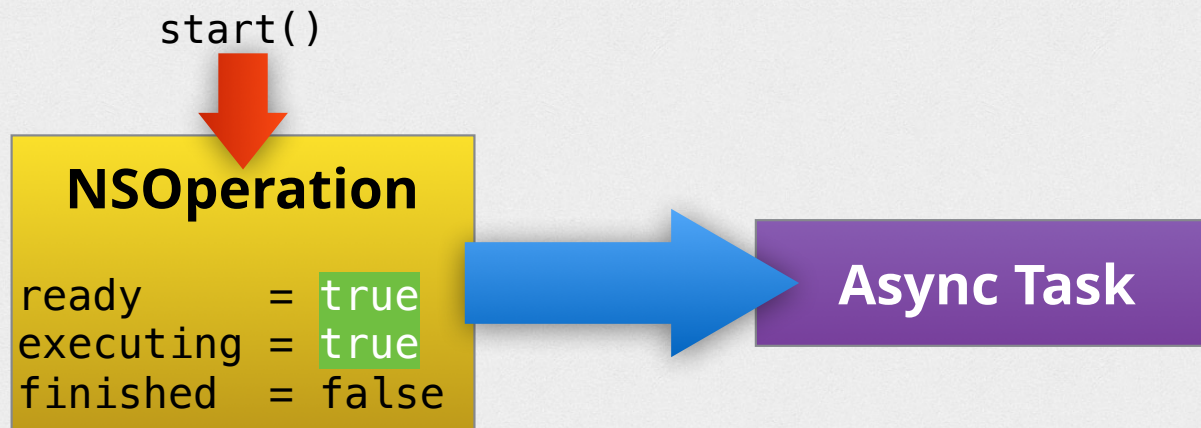 start()
NSOperation
ready = true
executing = true
finished = false
Async Task